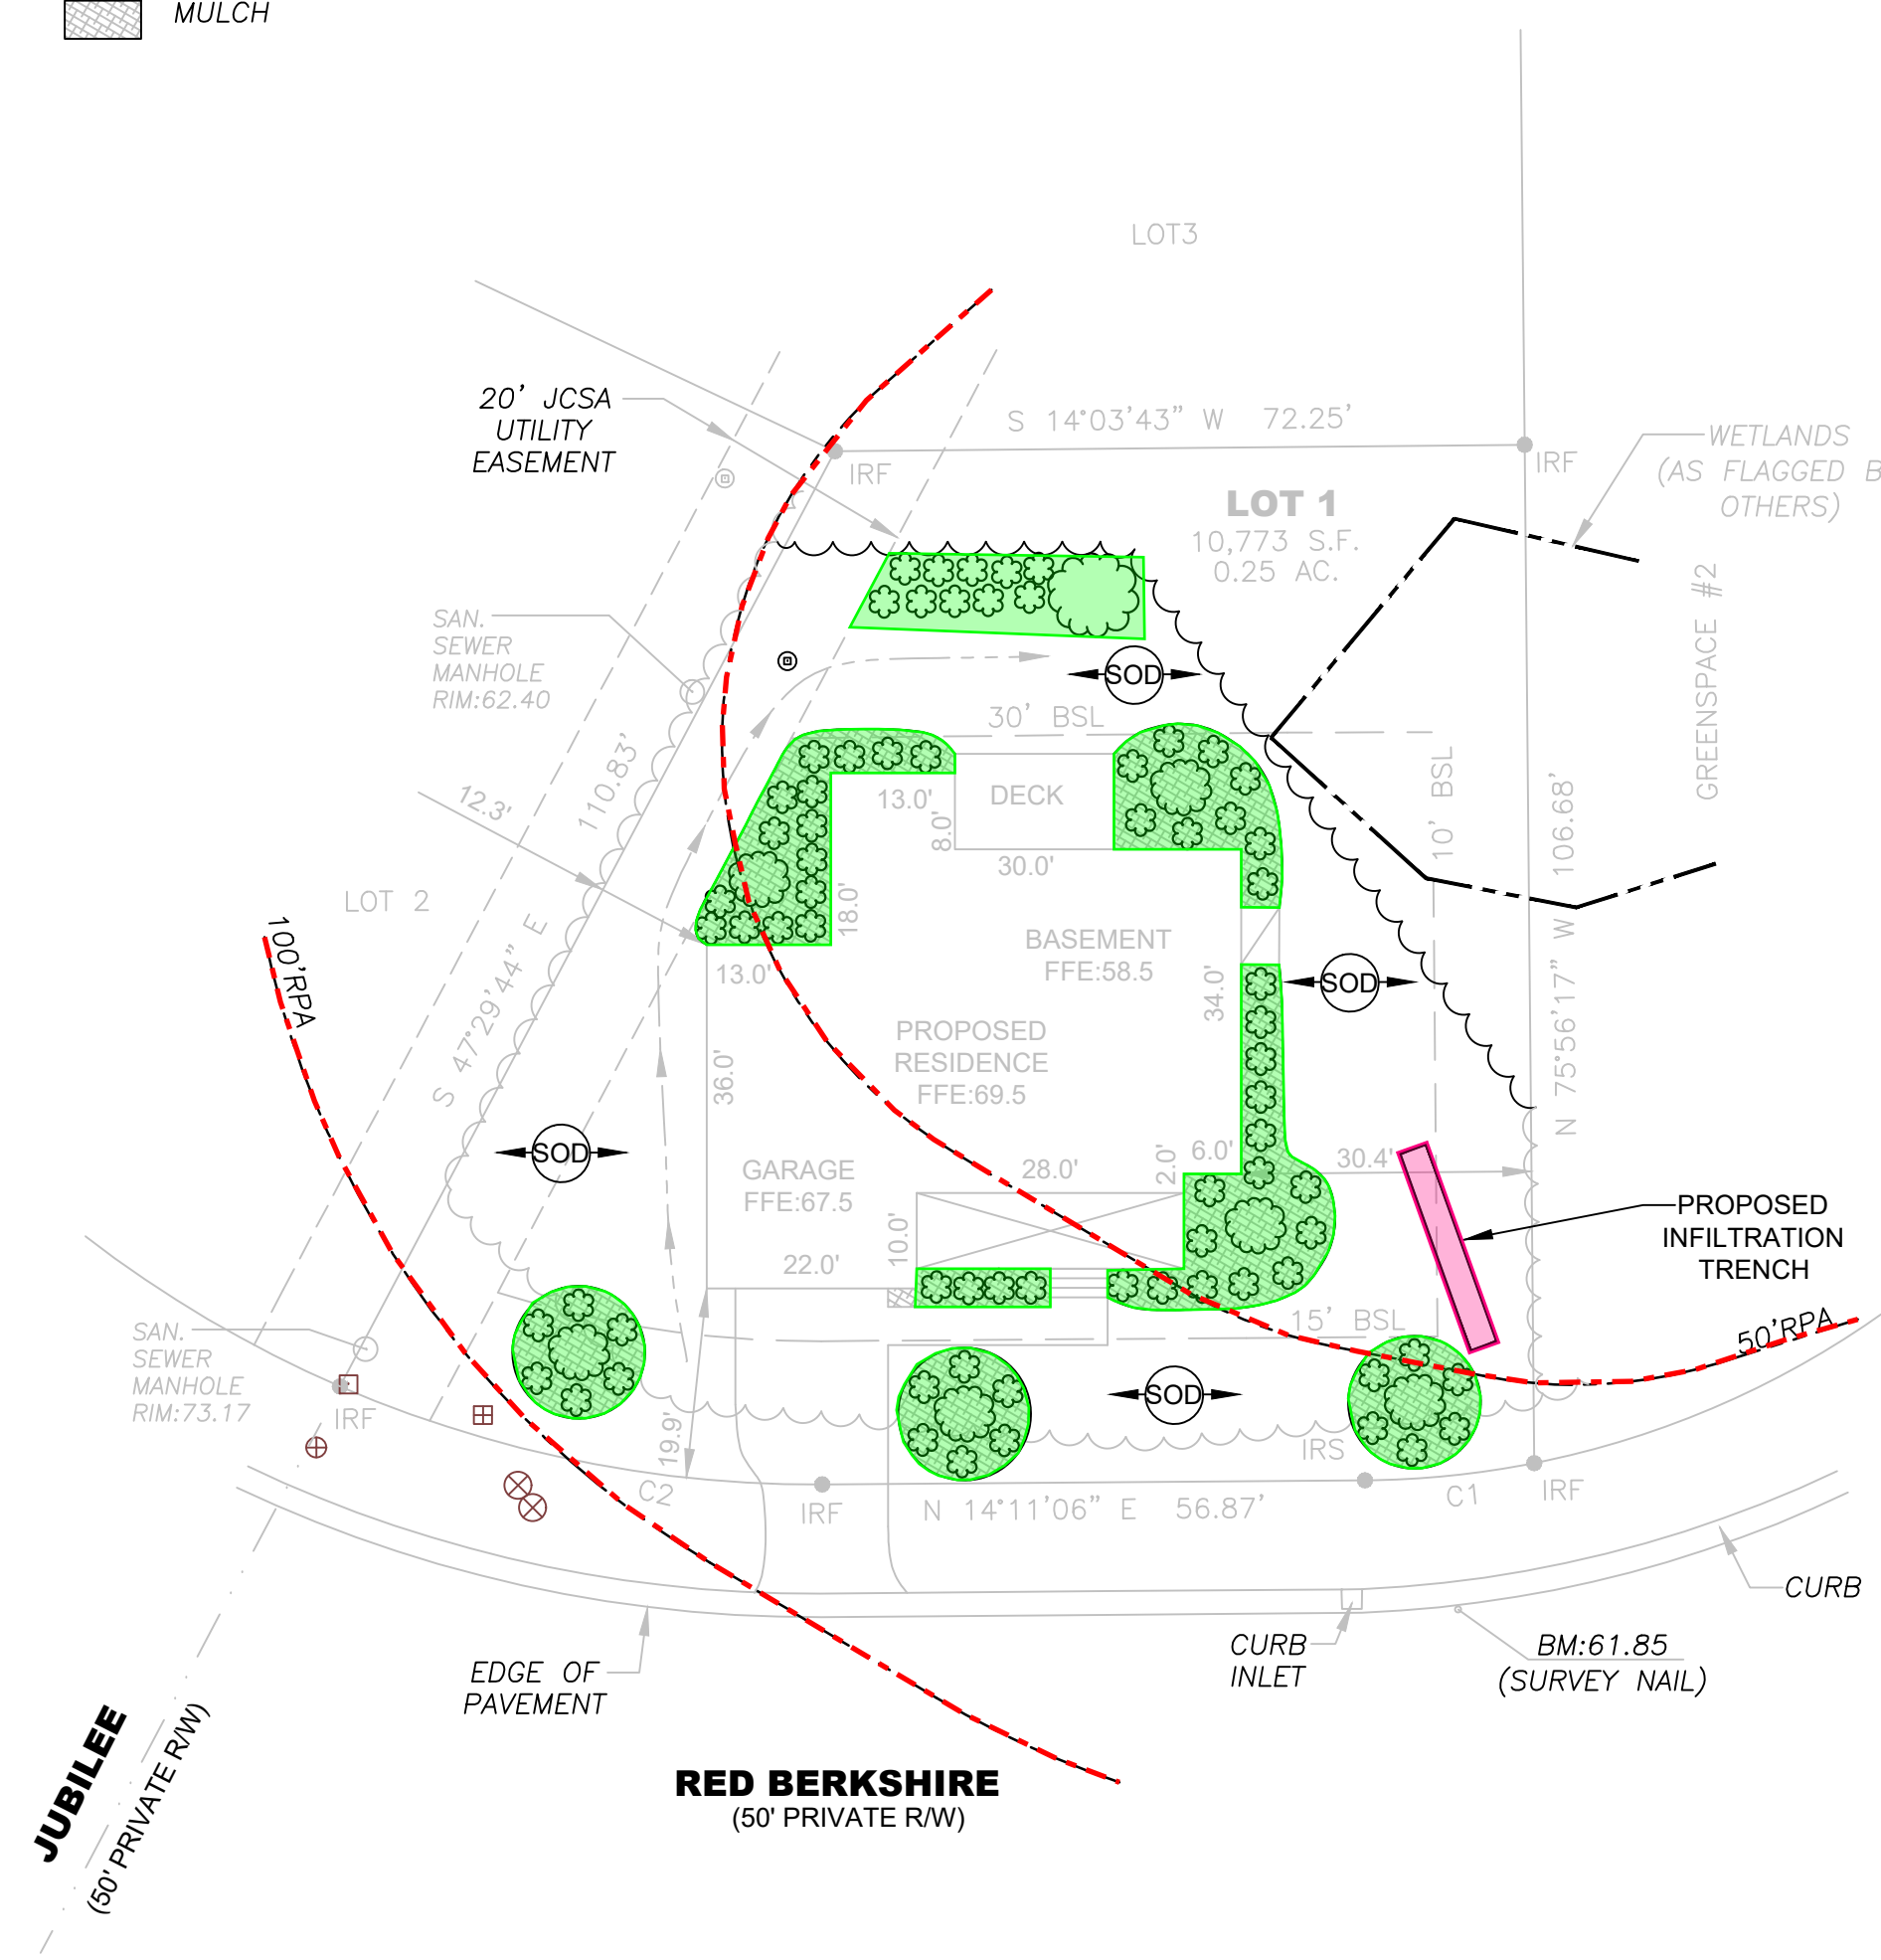 MULCH
LOT3
20' JCSA
UTILITY
EASEMENT
S 14°03'43" W 72.25'
IRF
IRF
WETLANDS
(AS FLAGGED B
OTHERS)
LOT 1
10,773 S.F.
0.25 AC.
GREENSPACE #2
SAN.
SEWER
MANHOLE
RIM:62.40
SOD
30' BSL
10' BSL
12.3'
110.83'
S 47°29'44" E
13.0'
8.0'
DECK
30.0'
LOT 2
100'RPA
18.0'
13.0'
BASEMENT
FFE:58.5
34.0'
SOD
N 75°56'17" W 106.68'
PROPOSED
RESIDENCE
FFE:69.5
36.0'
SOD
GARAGE
FFE:67.5
28.0'
2.0'
6.0'
30.4'
10.0'
22.0'
PROPOSED
INFILTRATION
TRENCH
15' BSL
50'RPA
SAN.
SEWER
MANHOLE
RIM:73.17
IRF
19.9'
SOD
IRS
C2
IRF
N 14°11'06" E 56.87'
C1
IRF
CURB
CURB
INLET
BM:61.85
(SURVEY NAIL)
EDGE OF
PAVEMENT
JUBILEE
(50' PRIVATE R/W)
RED BERKSHIRE
(50' PRIVATE R/W)